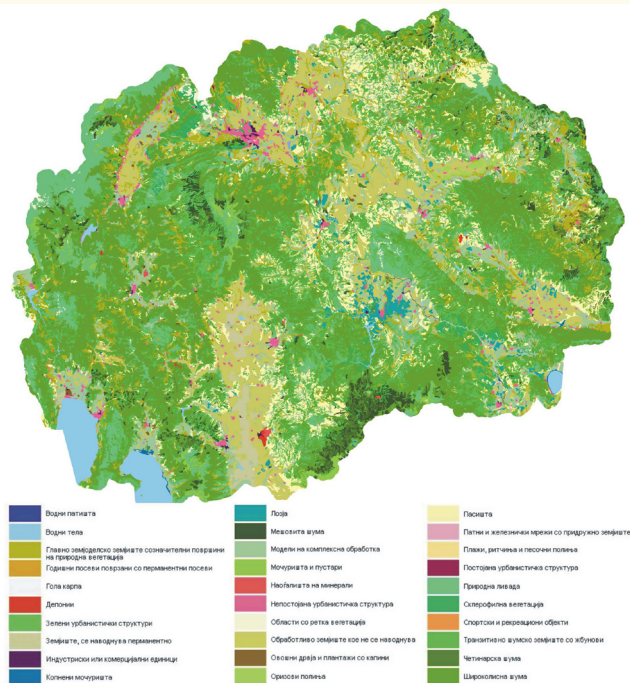 Водни патишта
Водни тела
Главно земјоделско земјиште сознателни површини
на природна вегетација
Годишни посеви поврзани со перманентни посеви
Гола карпа
Депонии
Зелени урбанистички структури
Земјиште, се наводнува перманентно
Индустриски или комерцијални единици
Копнени мочуришта
Лозја
Мешовита шума
Модели на комплексна обработка
Мочуришта и пустари
Наоѓалишта на минерали
Непостојана урбанистичка структура
Области со ретка вегетација
Обработливо земјиште кое не се наводнува
Овошни дрвја и плантажи со капини
Оризови полиња
Пасишта
Патни и железнички мрежи со придружно земјиште
Плажи, ритчиња и песочни полиња
Постојана урбанистичка структура
Природна ливада
Склерофилна вегетација
Спортски и рекреациони објекти
Транзитивно шумско земјиште со жбунови
Четинарска шума
Широколисна шума